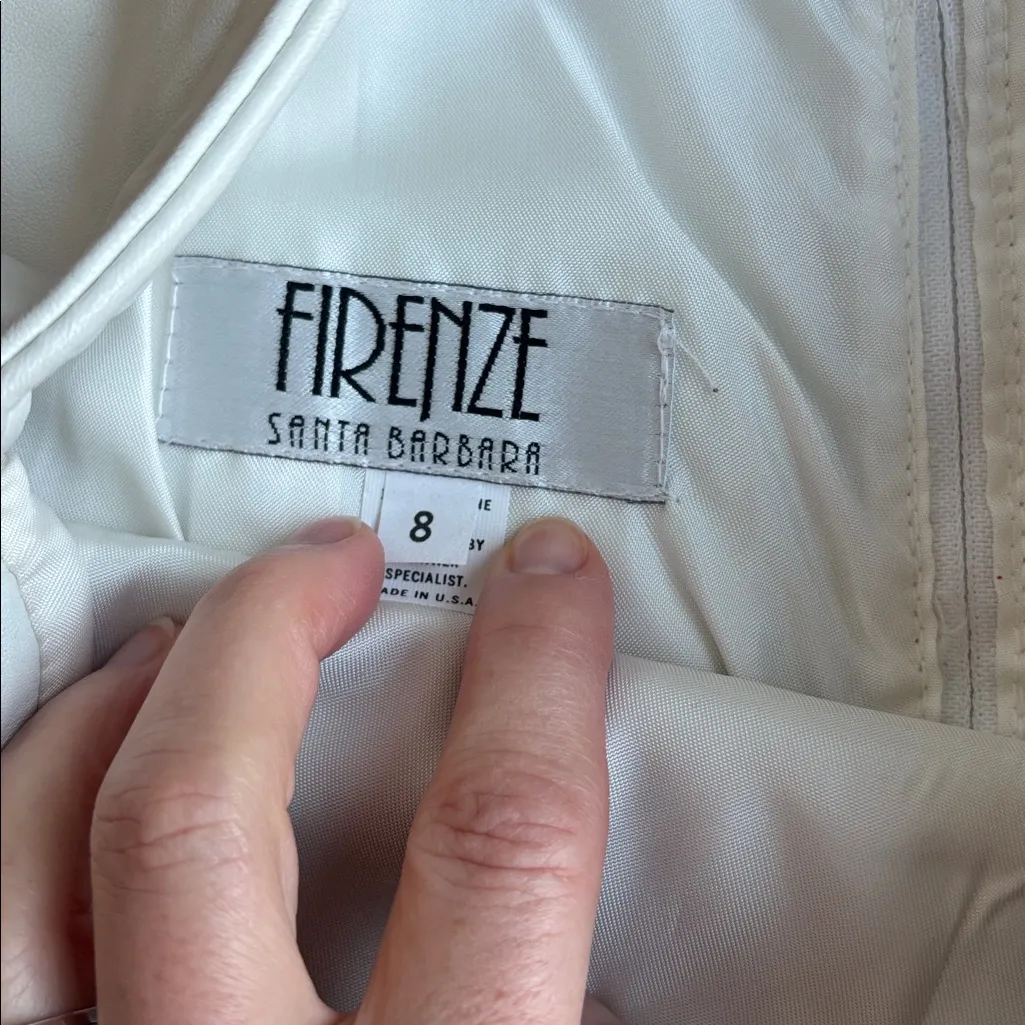 FIRENZE
SANTA BARBARA
8
SPECIALIST.
ADE IN U.S.A.